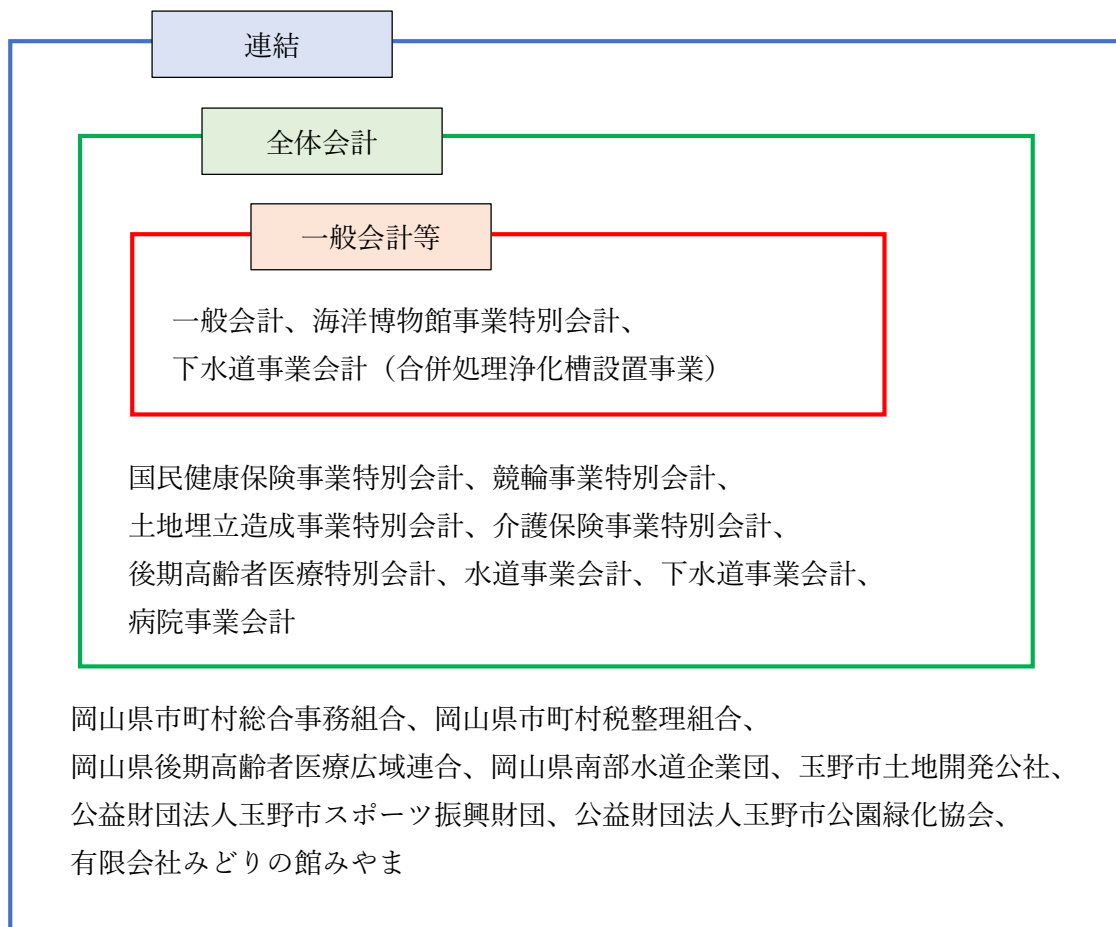 連結
全体会計
一般会計等
一般会計、海洋博物館事業特別会計、
下水道事業会計（合併処理浄化槽設置事業）
国民健康保険事業特別会計、競輪事業特別会計、
土地埋立造成事業特別会計、介護保険事業特別会計、
後期高齢者医療特別会計、水道事業会計、下水道事業会計、
病院事業会計
岡山県市町村総合事務組合、岡山県市町村税整理組合、
岡山県後期高齢者医療広域連合、岡山県南部水道企業団、玉野市土地開発公社、
公益財団法人玉野市スポーツ振興財団、公益財団法人玉野市公園緑化協会、
有限会社みどりの館みやま